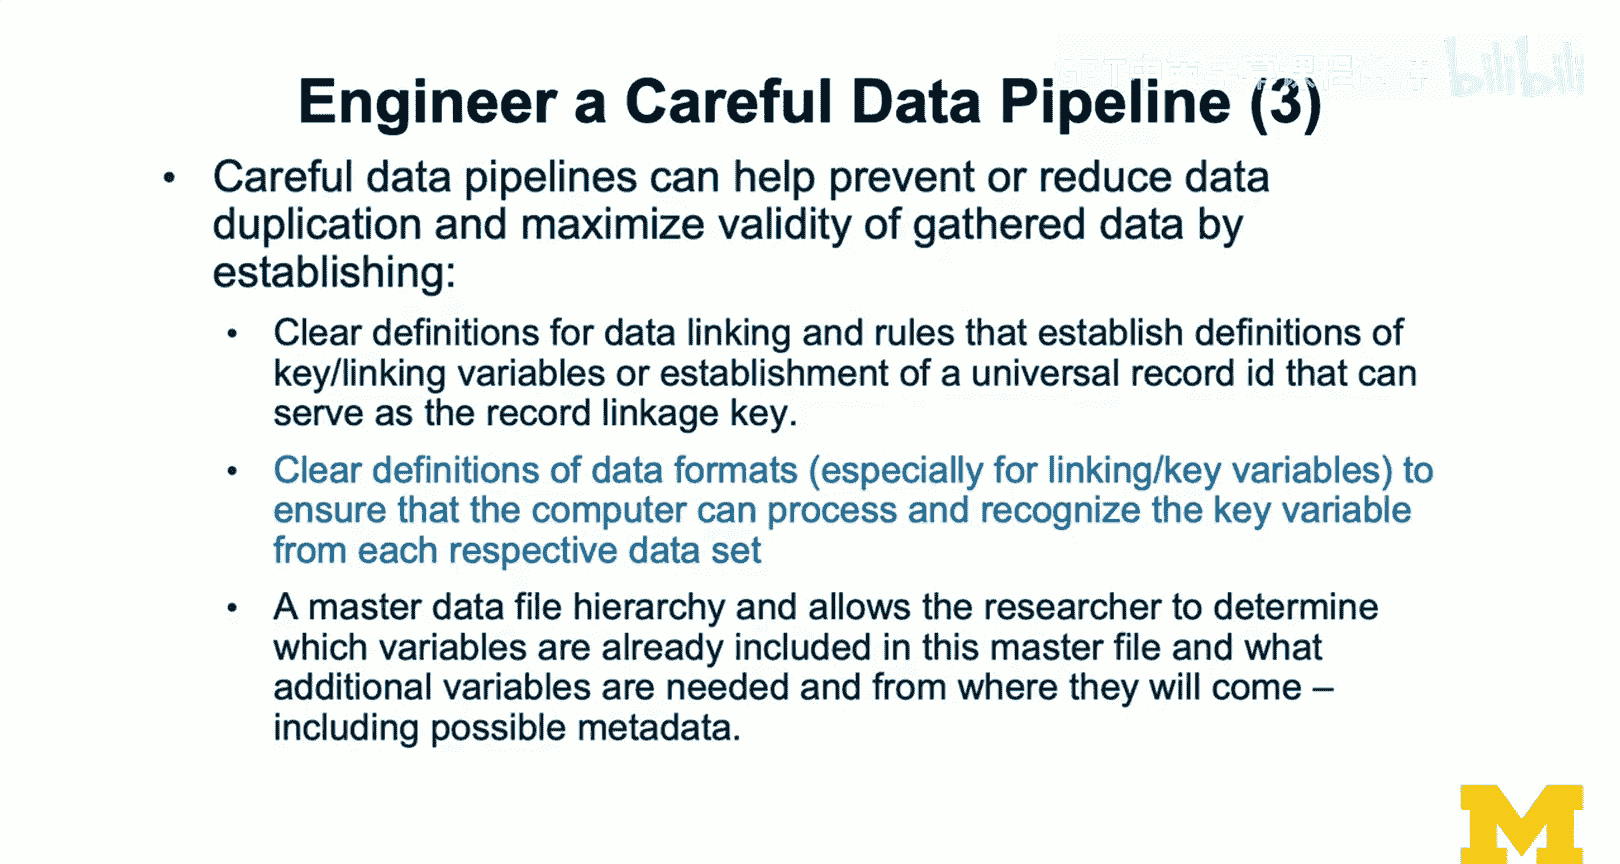 Engineer a Careful Data Pipeline (3)
bilibili
• Careful data pipelines can help prevent or reduce data
duplication and maximize validity of gathered data by
establishing:
• Clear definitions for data linking and rules that establish definitions of
key/linking variables or establishment of a universal record id that can
serve as the record linkage key.
• Clear definitions of data formats (especially for linking/key variables) to
ensure that the computer can process and recognize the key variable
from each respective data set
• A master data file hierarchy and allows the researcher to determine
which variables are already included in this master file and what
additional variables are needed and from where they will come –
including possible metadata.
M